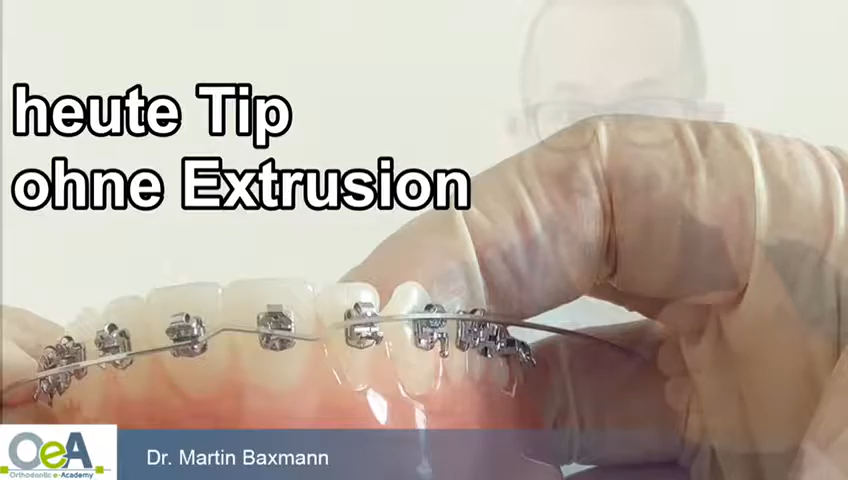 heute Tip
ohne Extrusion
OeA
Orthodontic e-Academy
Dr. Martin Baxmann